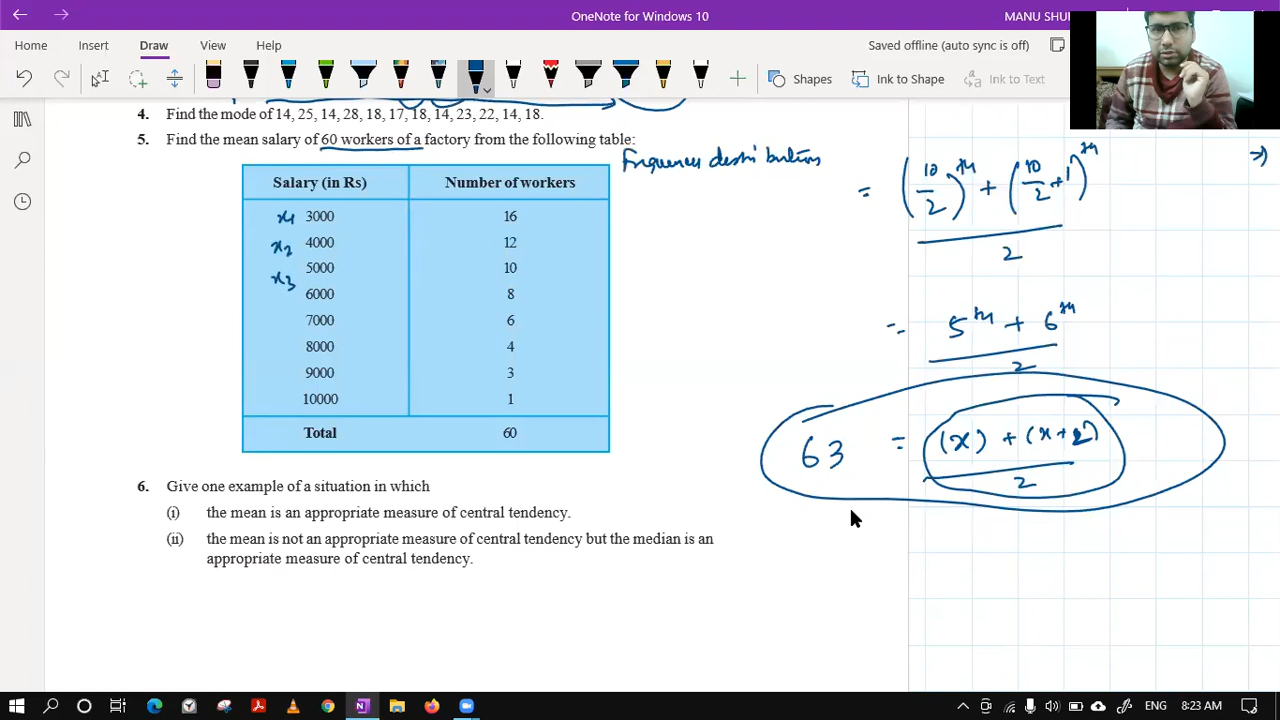 OneNote for Windows 10
MANU SHU
Home Insert Draw View Help
Saved offline (auto sync is off)
Shapes Ink to Shape Ink to Text
4. Find the mode of 14, 25, 14, 28, 18, 17, 18, 14, 23, 22, 14, 18.
5. Find the mean salary of 60 workers of a factory from the following table:
Salary (in Rs) Number of workers
x1 3000 16
x2 4000 12
x3 5000 10
6000 8
7000 6
8000 4
9000 3
10000 1
Total 60
6. Give one example of a situation in which
(i) the mean is an appropriate measure of central tendency.
(ii) the mean is not an appropriate measure of central tendency but the median is an
appropriate measure of central tendency.
= (10/2)th + (10/2 + 1)th
2
= 5th + 6th
2
63 = (x) + (x+2)
2
ENG 8:23 AM